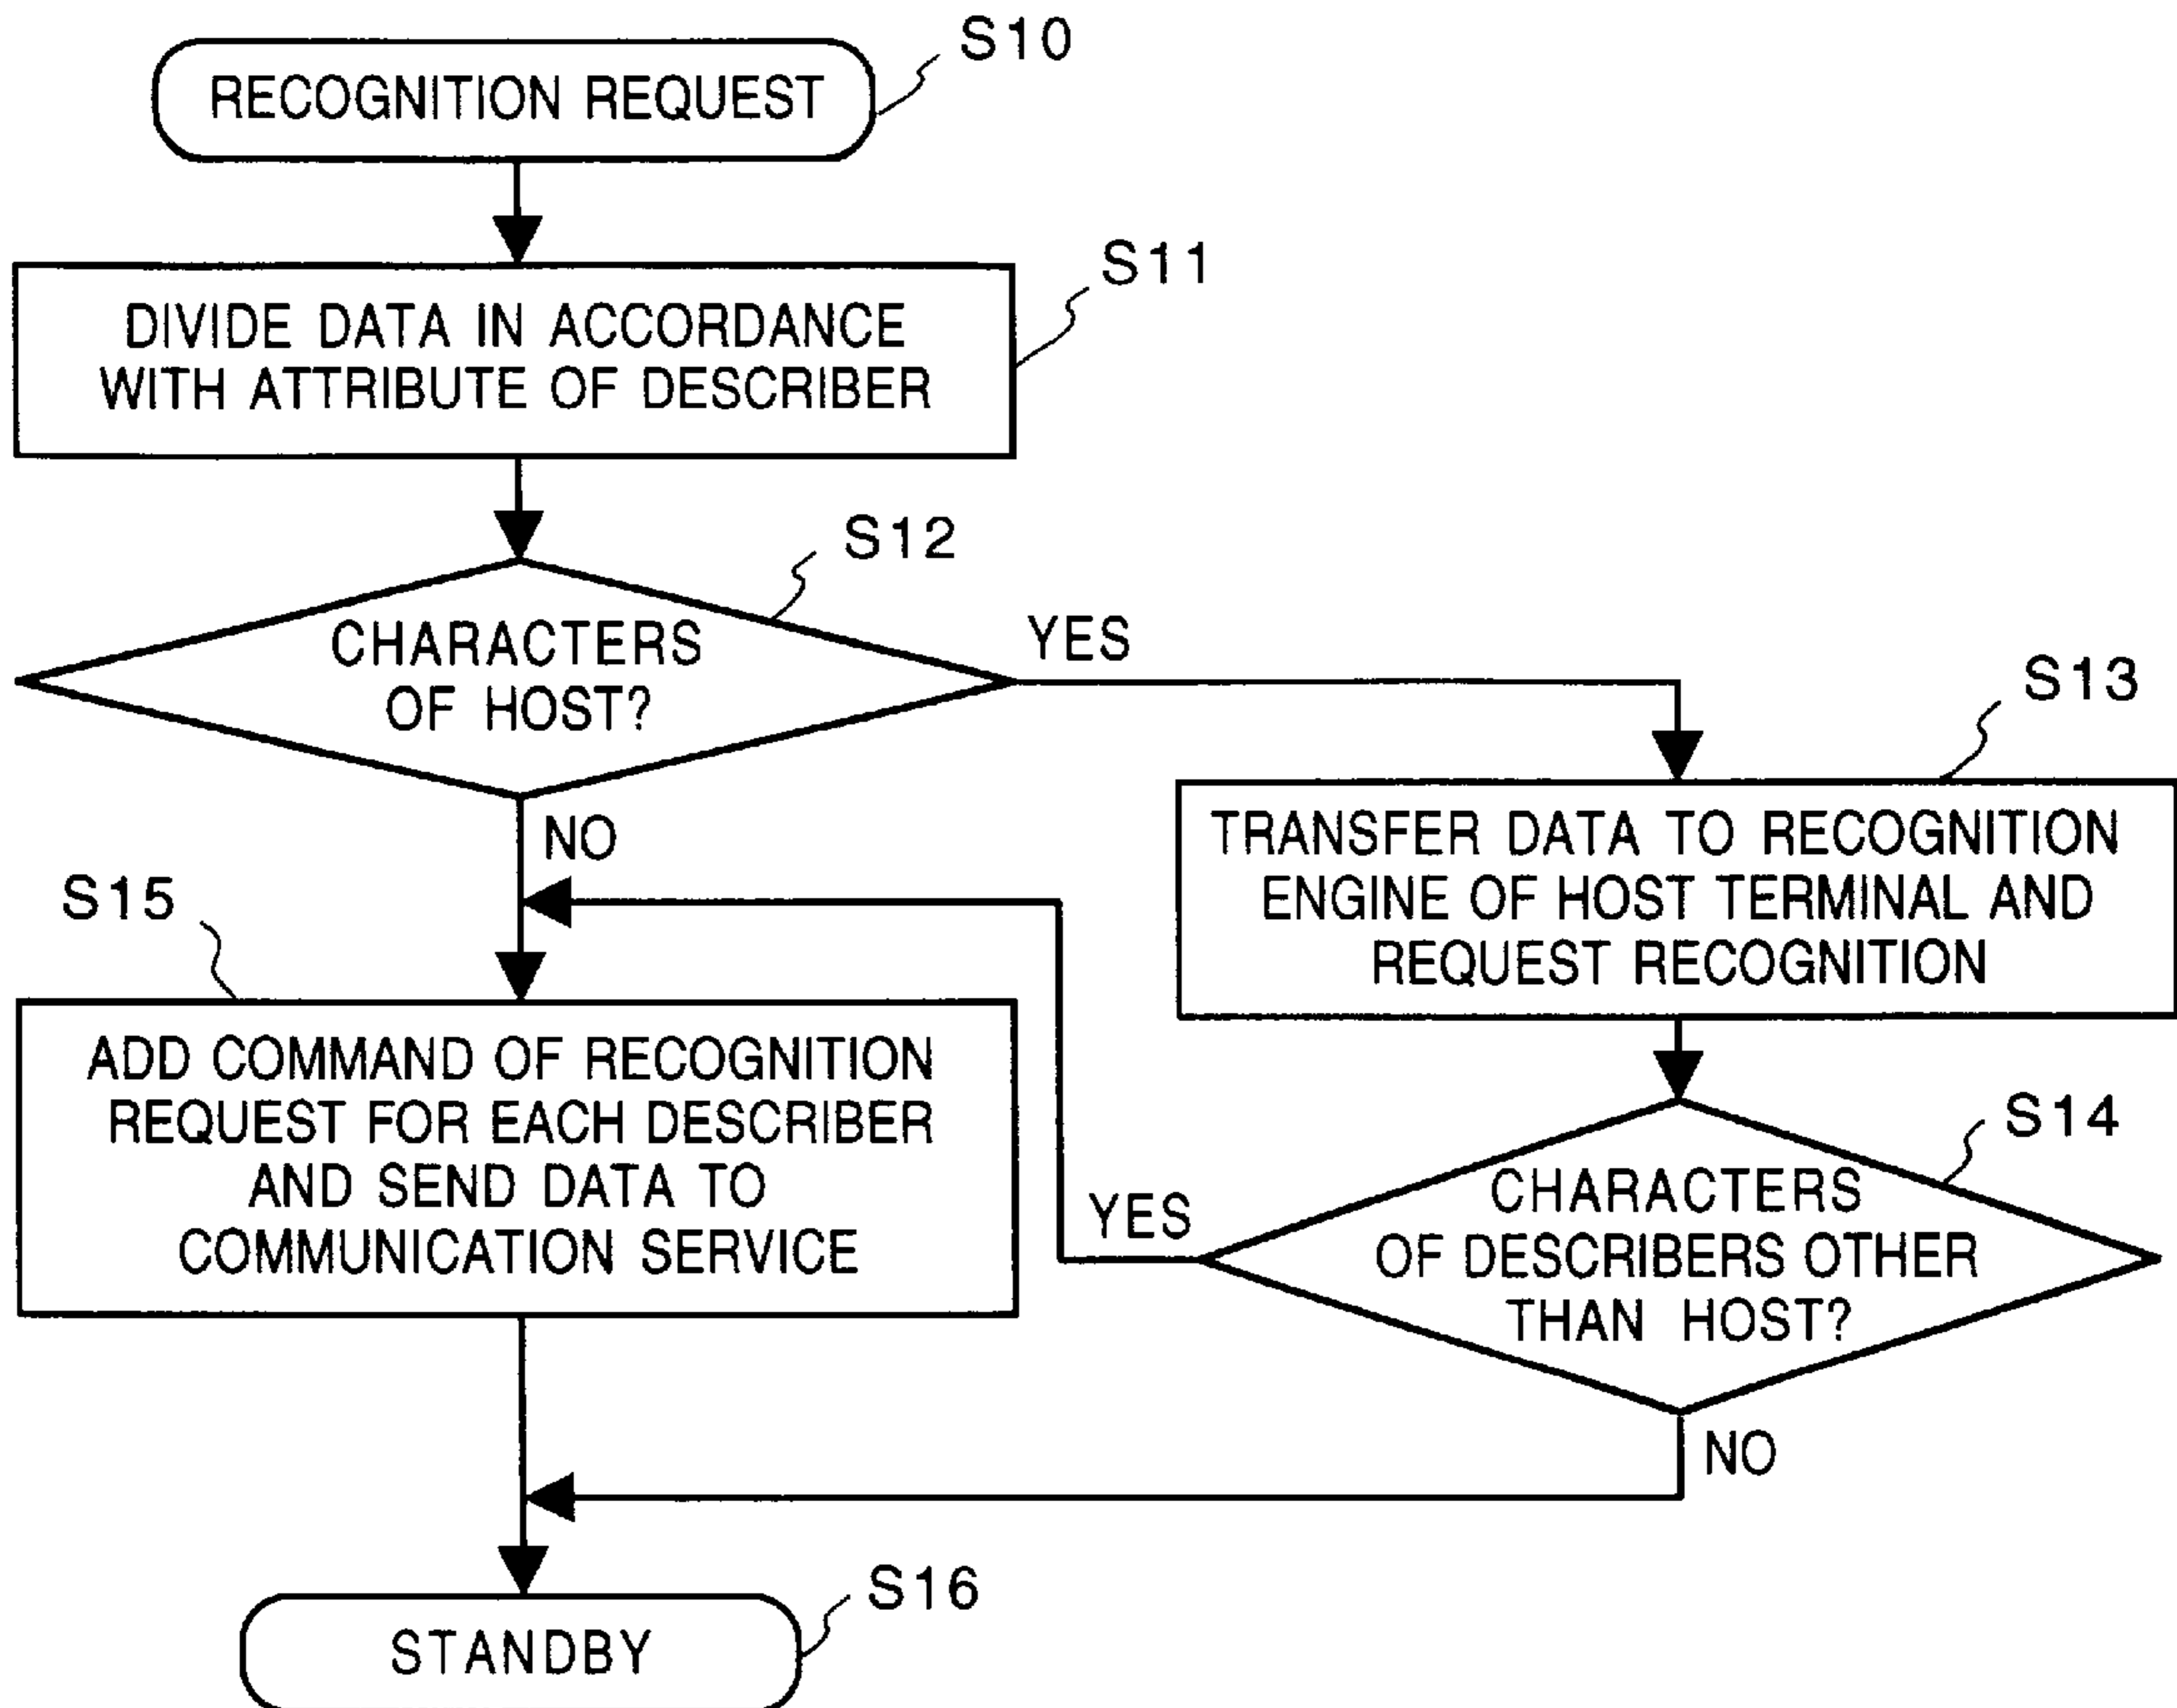 S10
RECOGNITION REQUEST
S11
DIVIDE DATA IN ACCORDANCE
WITH ATTRIBUTE OF DESCRIBER
S12
CHARACTERS
OF HOST?
YES
NO
S13
TRANSFER DATA TO RECOGNITION
ENGINE OF HOST TERMINAL AND
REQUEST RECOGNITION
S14
CHARACTERS
OF DESCRIBERS OTHER
THAN HOST?
YES
NO
S15
ADD COMMAND OF RECOGNITION
REQUEST FOR EACH DESCRIBER
AND SEND DATA TO
COMMUNICATION SERVICE
S16
STANDBY